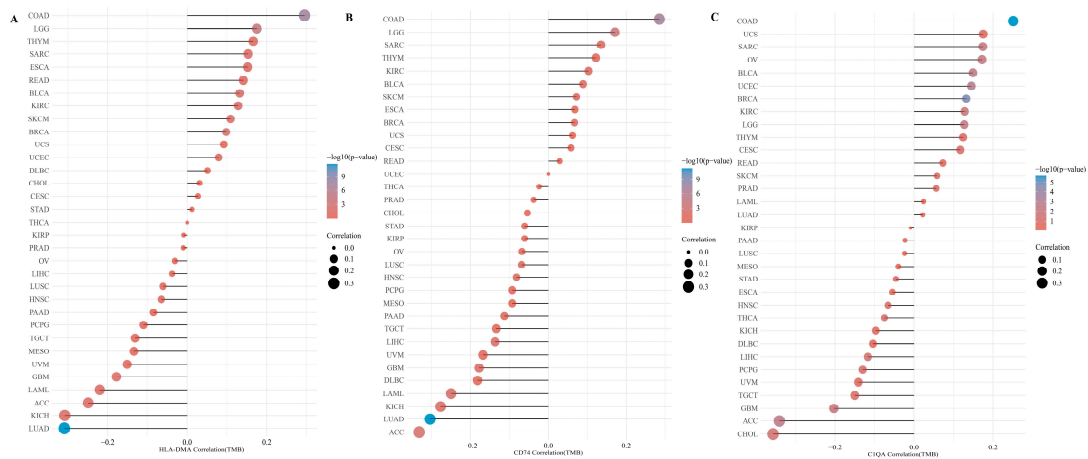 A
COAD
LGG
THYM
SARC
ESCA
READ
BLCA
KIRC
SKCM
BRCA
UCS
UCEC
DLBC
CHOL
CESC
STAD
THCA
KIRP
PRAD
OV
LIHC
LUSC
HNSC
PAAD
PCPG
TGCT
MESO
UVM
GBM
LAML
ACC
KICH
LUAD
−0.2 0.0 0.2
HLA-DMA Correlation(TMB)
−log10(p-value)
9
6
3
Correlation
0.0
0.1
0.2
0.3
B
COAD
LGG
SARC
THYM
KIRC
BLCA
SKCM
ESCA
BRCA
UCS
CESC
READ
UCEC
THCA
PRAD
CHOL
STAD
KIRP
OV
LUSC
HNSC
PCPG
MESO
PAAD
TGCT
LIHC
UVM
GBM
DLBC
LAML
KICH
LUAD
ACC
0.2 0.0 0.2
CD74 Correlation(TMB)
−log10(p-value)
9
6
3
Correlation
0.0
0.1
0.2
0.3
C
COAD
UCS
SARC
OV
BLCA
UCEC
BRCA
KIRC
LGG
THYM
CESC
READ
SKCM
PRAD
LAML
LUAD
KIRP
PAAD
LUSC
MESO
STAD
ESCA
HNSC
THCA
KICH
DLBC
LIHC
PCPG
UVM
TGCT
GBM
ACC
CHOL
−0.2 0.0 0.2
C1QA Correlation(TMB)
−log10(p-value)
5
4
3
2
1
Correlation
0.1
0.2
0.3